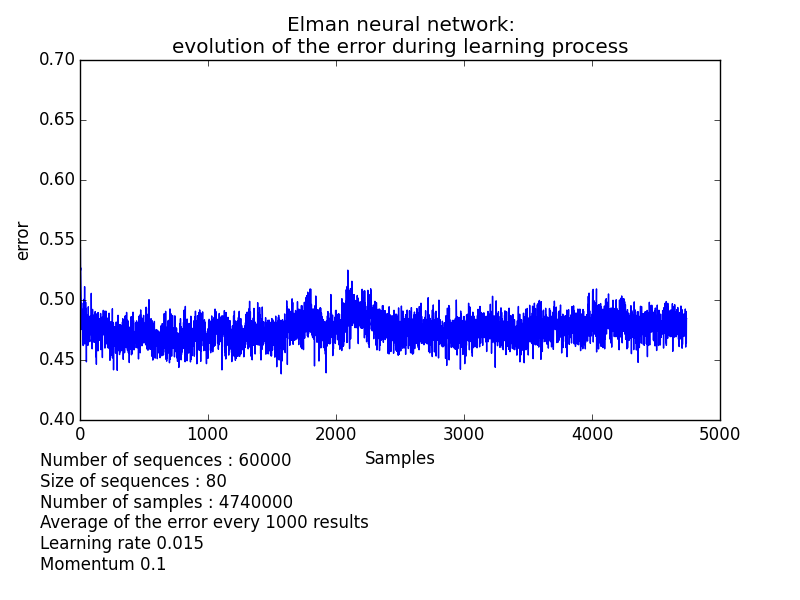 Elman neural network:
evolution of the error during learning process
0.70
0.65
0.60
0.55
0.50
0.45
0.40
error
0 1000 2000 3000 4000 5000
Samples
Number of sequences : 60000
Size of sequences : 80
Number of samples : 4740000
Average of the error every 1000 results
Learning rate 0.015
Momentum 0.1